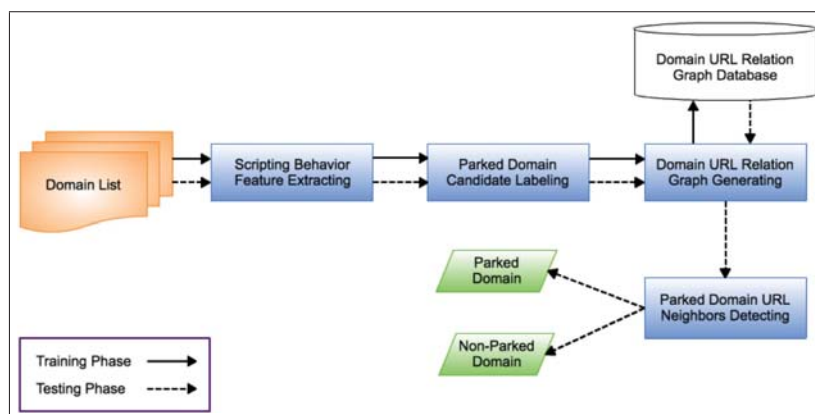 Domain URL Relation
Graph Database
Domain List
Scripting Behavior
Feature Extracting
Parked Domain
Candidate Labeling
Domain URL Relation
Graph Generating
Parked
Domain
Parked Domain URL
Neighbors Detecting
Non-Parked
Domain
Training Phase
Testing Phase